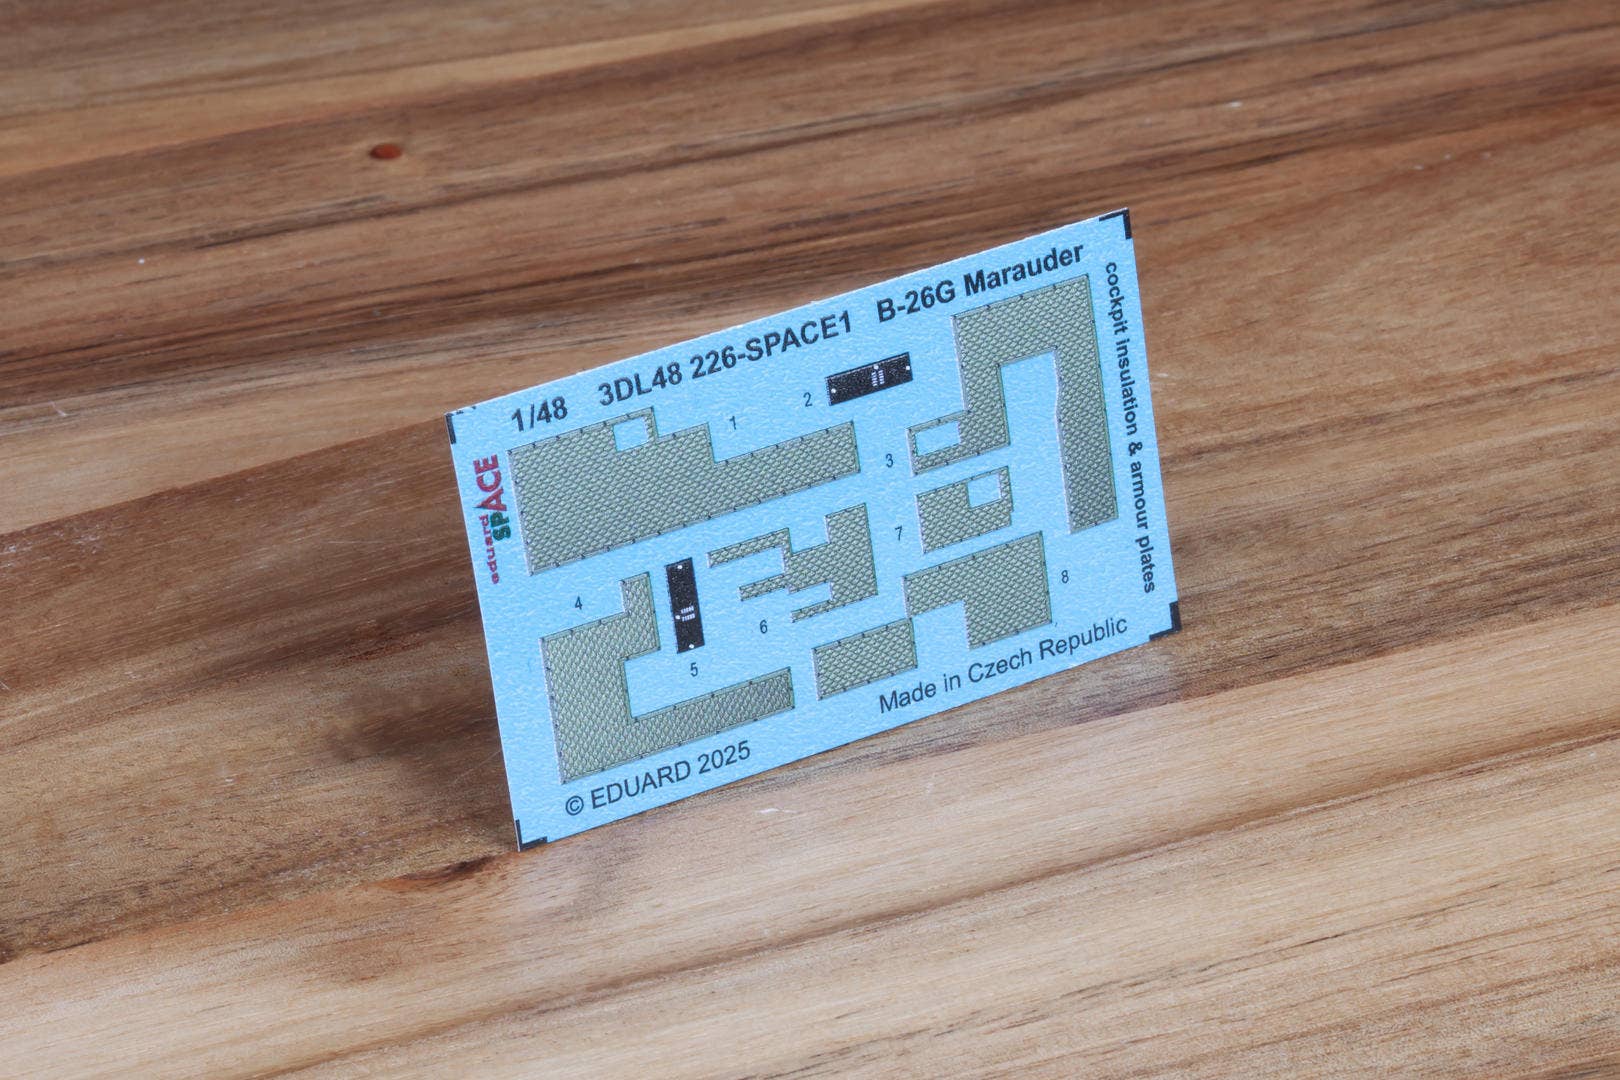 1/48 3DL48 226-SPACE1 B-26G Marauder
cockpit insulation & armour plates
eduard
SPACE
1
2
3
4
5
6
7
8
© EDUARD 2025
Made in Czech Republic